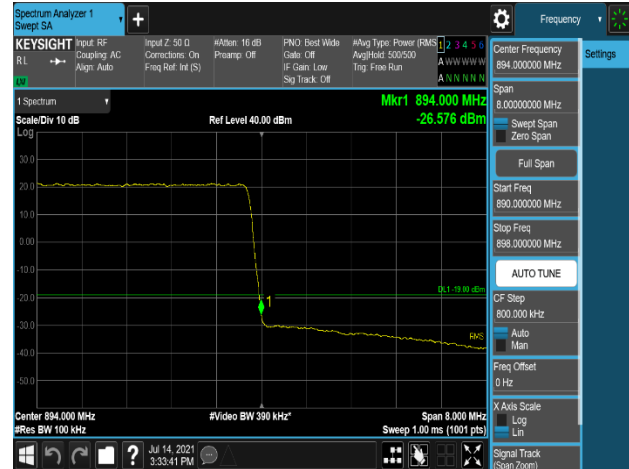 Spectrum Analyzer 1
Swept SA
+
Frequency
KEYSIGHT
R L
LM
Input: RF
Coupling: AC
Align: Auto
Input Z: 50 Ω
Corrections: On
Freq Ref: Int (S)
#Atten: 16 dB
Preamp: Off
PNO: Best Wide
Gate: Off
IF Gain: Low
Sig Track: Off
#Avg Type: Power (RMS
Avg|Hold: 500/500
Trig: Free Run
1 2 3 4 5 6
A W W W W W
A N N N N N
1 Spectrum
Scale/Div 10 dB
Ref Level 40.00 dBm
Mkr1 894.000 MHz
-26.576 dBm
Log
30.0
20.0
10.0
0.00
-10.0
-20.0
-30.0
-40.0
-50.0
DL1 -19.00 dBm
1
RMS
Center 894.000 MHz
#Res BW 100 kHz
#Video BW 390 kHz*
Span 8.000 MHz
Sweep 1.00 ms (1001 pts)
?
Jul 14, 2021
3:33:41 PM
Center Frequency
894.000000 MHz
Span
8.00000000 MHz
Swept Span
Zero Span
Full Span
Start Freq
890.000000 MHz
Stop Freq
898.000000 MHz
AUTO TUNE
CF Step
800.000 kHz
Auto
Man
Freq Offset
0 Hz
X Axis Scale
Log
Lin
Signal Track
(Span Zoom)
Settings